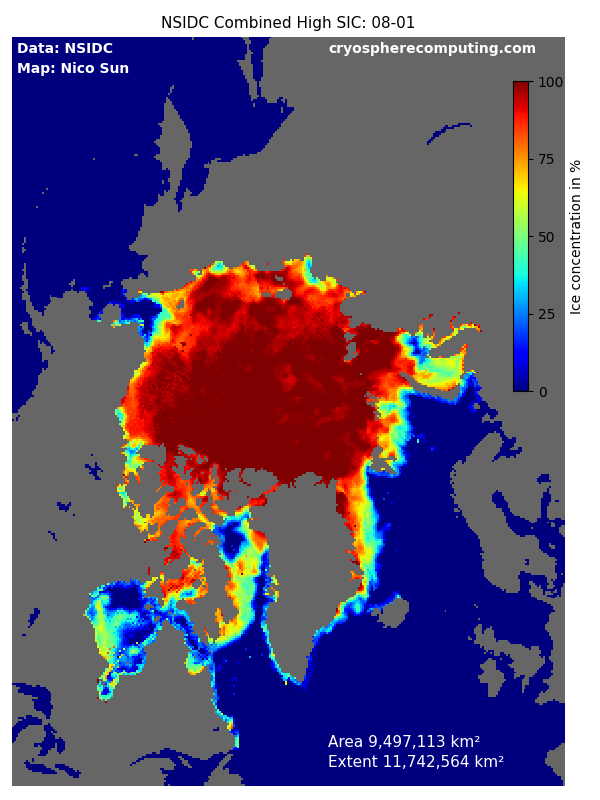 NSIDC Combined High SIC: 08-01
Data: NSIDC
Map: Nico Sun
cryospherecomputing.com
100
75
50
25
0
Ice concentration in %
Area 9,497,113 km²
Extent 11,742,564 km²